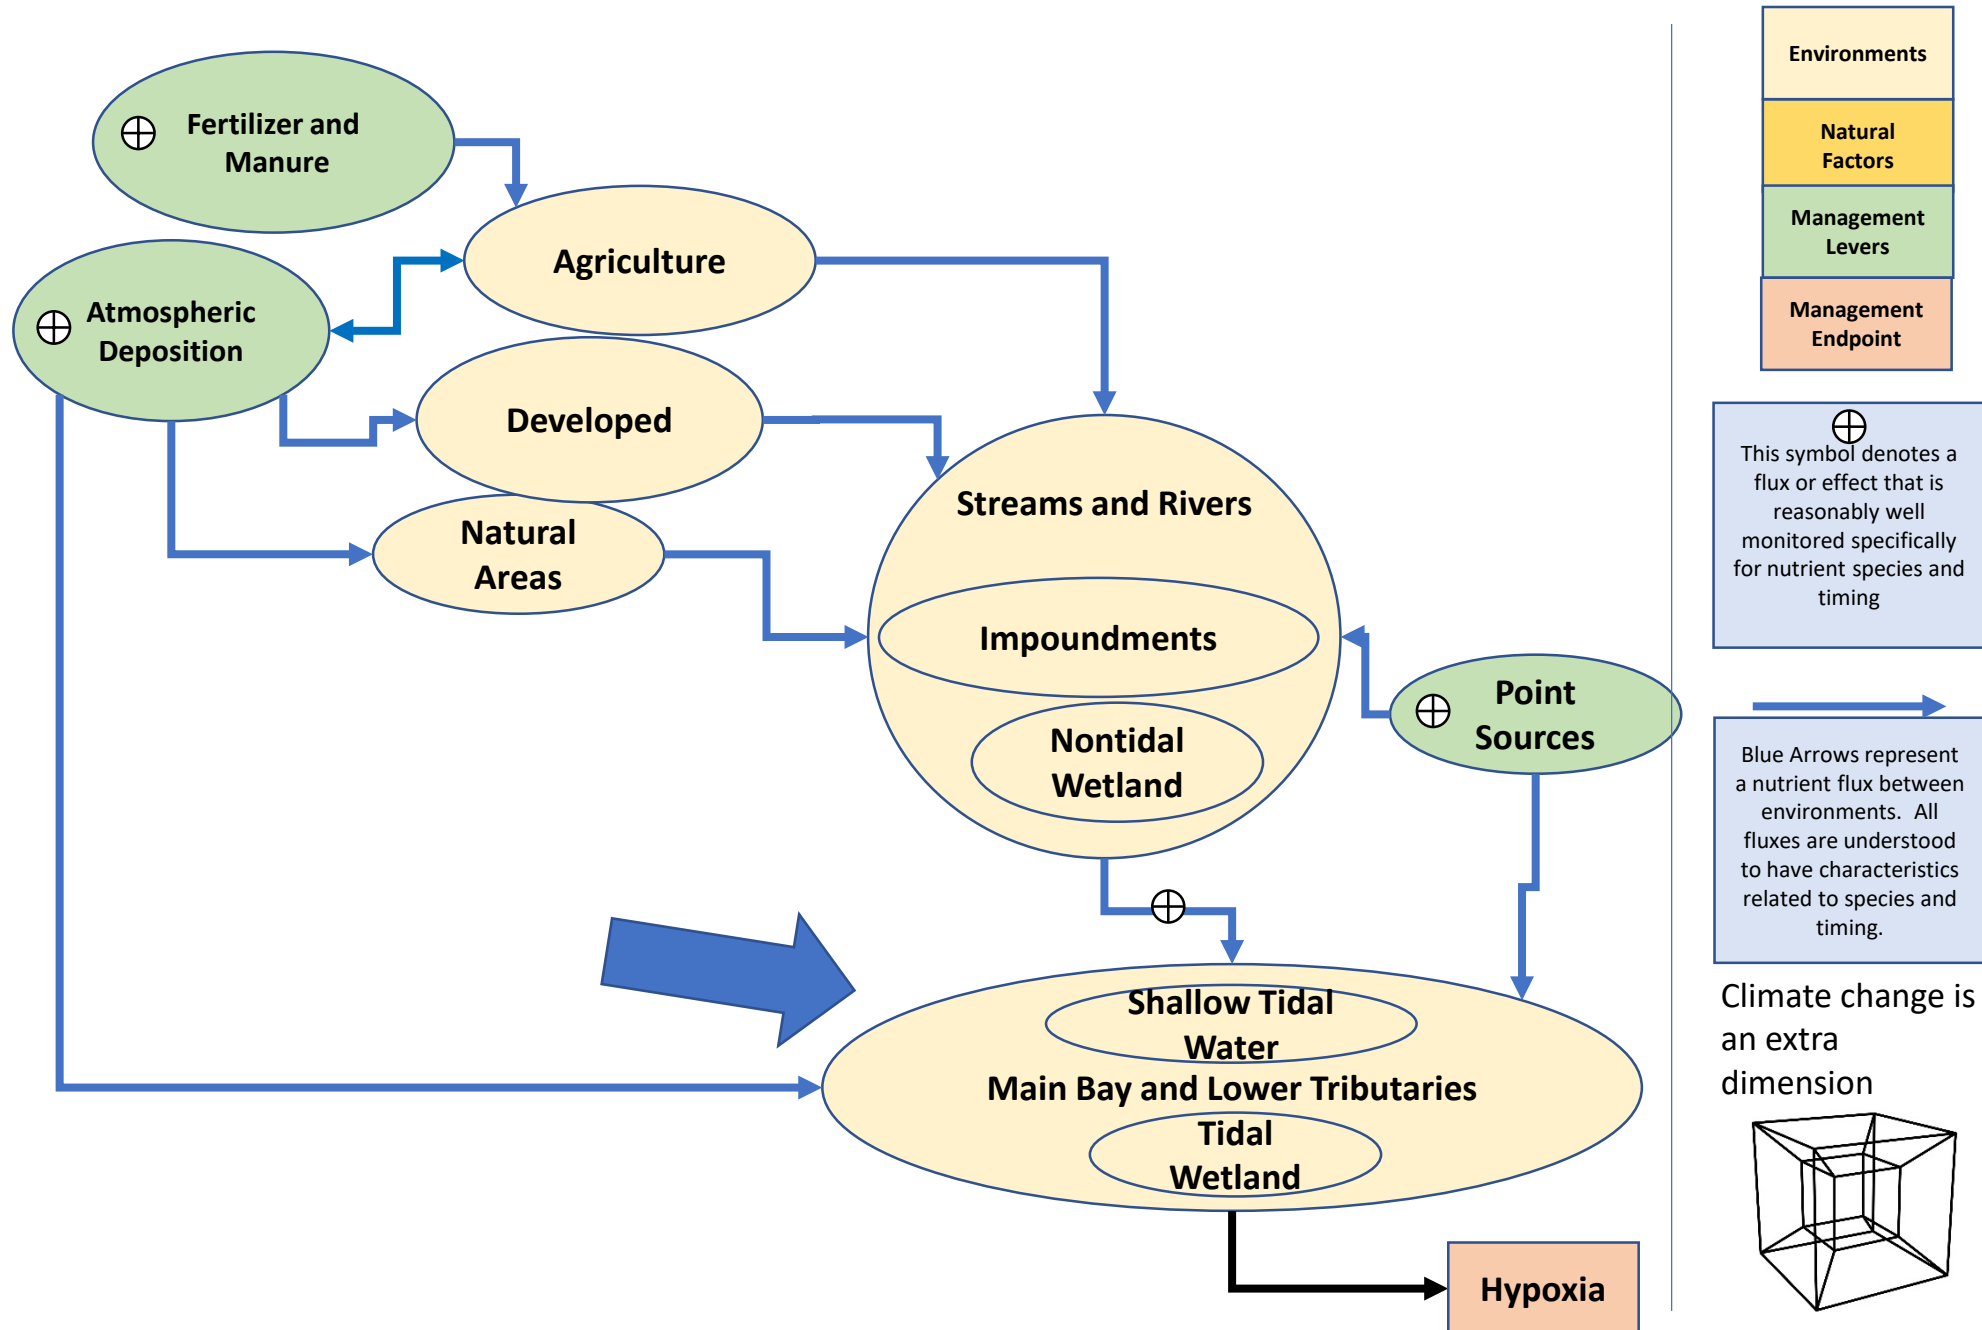 Fertilizer and
Manure
Atmospheric
Deposition
Agriculture
Developed
Natural
Areas
Streams and Rivers
Impoundments
Nontidal
Wetland
Point
Sources
Shallow Tidal
Water
Main Bay and Lower Tributaries
Tidal
Wetland
Hypoxia
Environments
Natural
Factors
Management
Levers
Management
Endpoint
This symbol denotes a
flux or effect that is
reasonably well
monitored specifically
for nutrient species and
timing
Blue Arrows represent
a nutrient flux between
environments.  All
fluxes are understood
to have characteristics
related to species and
timing.
Climate change is
an extra
dimension